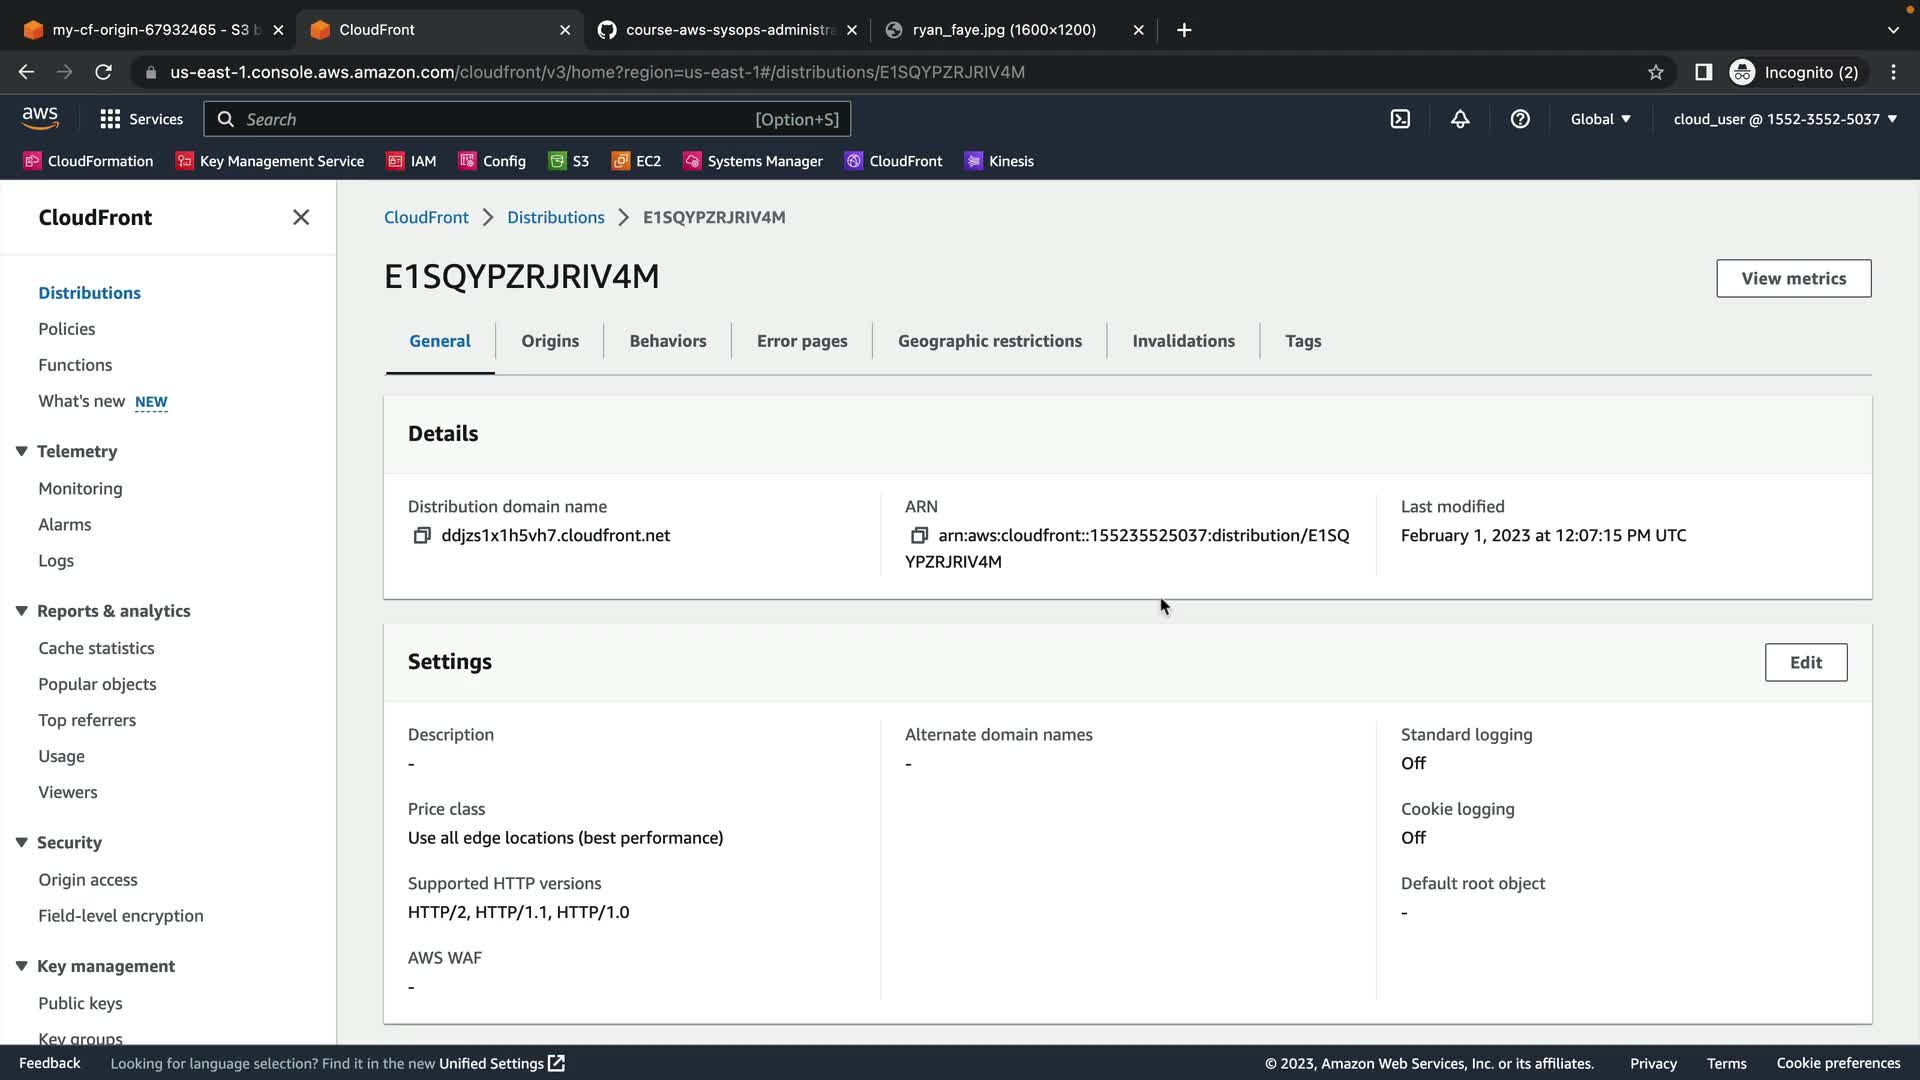 my-cf-origin-67932465 - S3 b
CloudFront
course-aws-sysops-administra
ryan_faye.jpg (1600×1200)
us-east-1.console.aws.amazon.com/cloudfront/v3/home?region=us-east-1#/distributions/E1SQYPZRJRIV4M
Incognito (2)
aws
Services
Search
[Option+S]
Global
cloud_user @ 1552-3552-5037
CloudFormation
Key Management Service
IAM
Config
S3
EC2
Systems Manager
CloudFront
Kinesis
CloudFront
Distributions
Policies
Functions
What's new NEW
Telemetry
Monitoring
Alarms
Logs
Reports & analytics
Cache statistics
Popular objects
Top referrers
Usage
Viewers
Security
Origin access
Field-level encryption
Key management
Public keys
Key groups
CloudFront
Distributions
E1SQYPZRJRIV4M
E1SQYPZRJRIV4M
View metrics
General
Origins
Behaviors
Error pages
Geographic restrictions
Invalidations
Tags
Details
Distribution domain name
ddjzs1x1h5vh7.cloudfront.net
ARN
arn:aws:cloudfront::155235525037:distribution/E1SQ
YPZRJRIV4M
Last modified
February 1, 2023 at 12:07:15 PM UTC
Settings
Edit
Description
-
Price class
Use all edge locations (best performance)
Supported HTTP versions
HTTP/2, HTTP/1.1, HTTP/1.0
AWS WAF
-
Alternate domain names
-
Standard logging
Off
Cookie logging
Off
Default root object
-
Feedback
Looking for language selection? Find it in the new Unified Settings
© 2023, Amazon Web Services, Inc. or its affiliates.
Privacy
Terms
Cookie preferences